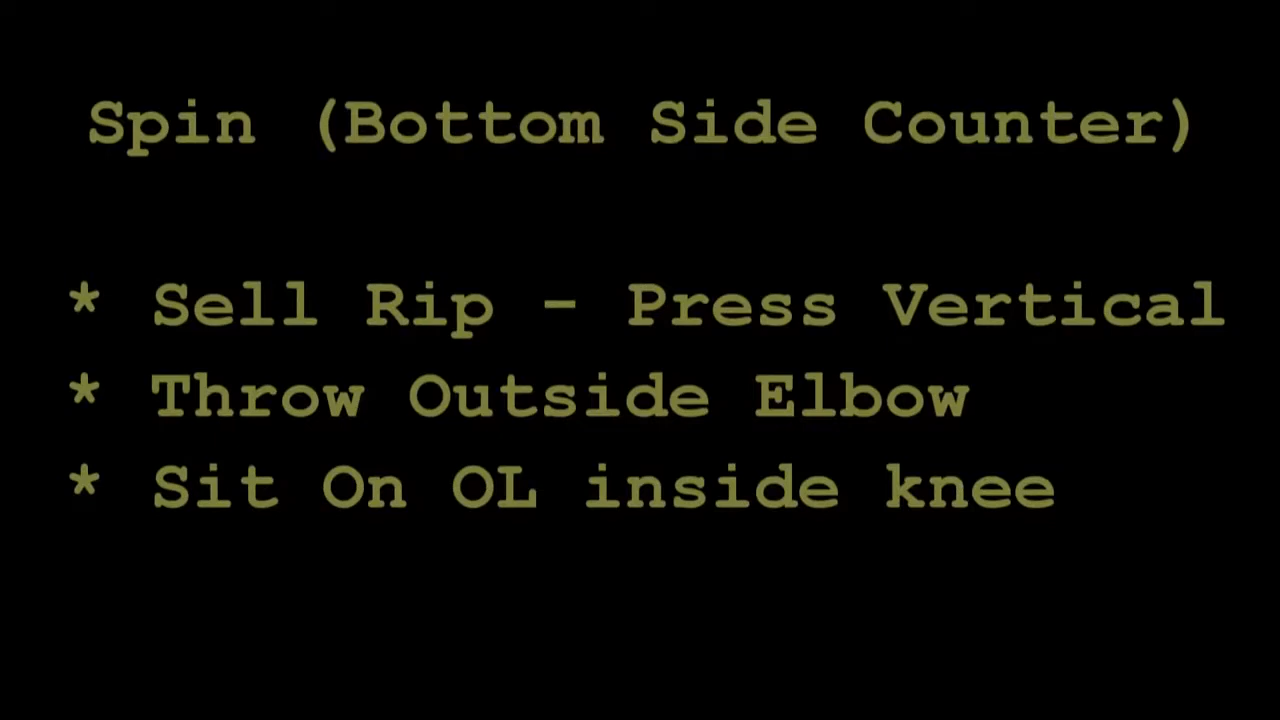 Spin (Bottom Side Counter)
* Sell Rip - Press Vertical
* Throw Outside Elbow
* Sit On OL inside knee